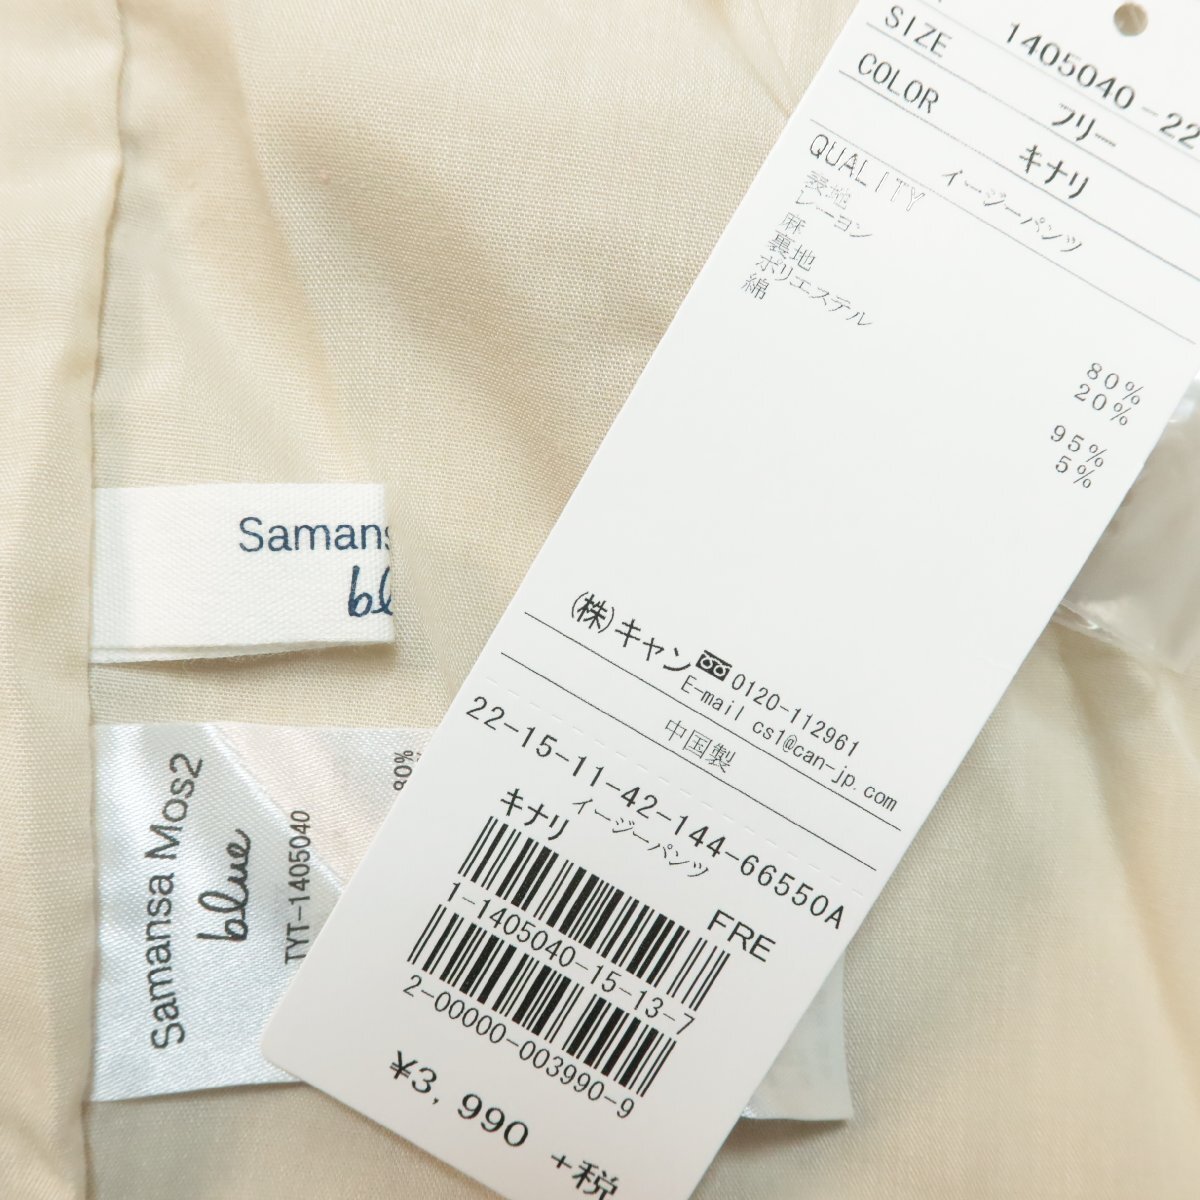 1405040-22
SIZE フリー
COLOR キナリ
イージーパンツ
QUALITY
表地
レーヨン 80%
麻 20%
裏地
ポリエステル 95%
綿 5%
(株)キャン 0120-112961
E-mail cs1@can-jp.com
中国製
22-15-11-42-144-66550A
イージーパンツ
キナリ FRE
1-1405040-15-13-7
2-00000-003990-9
¥3,990 +税
Samans
bl
Samansa Mos2
blue
TYT-1405040
80%